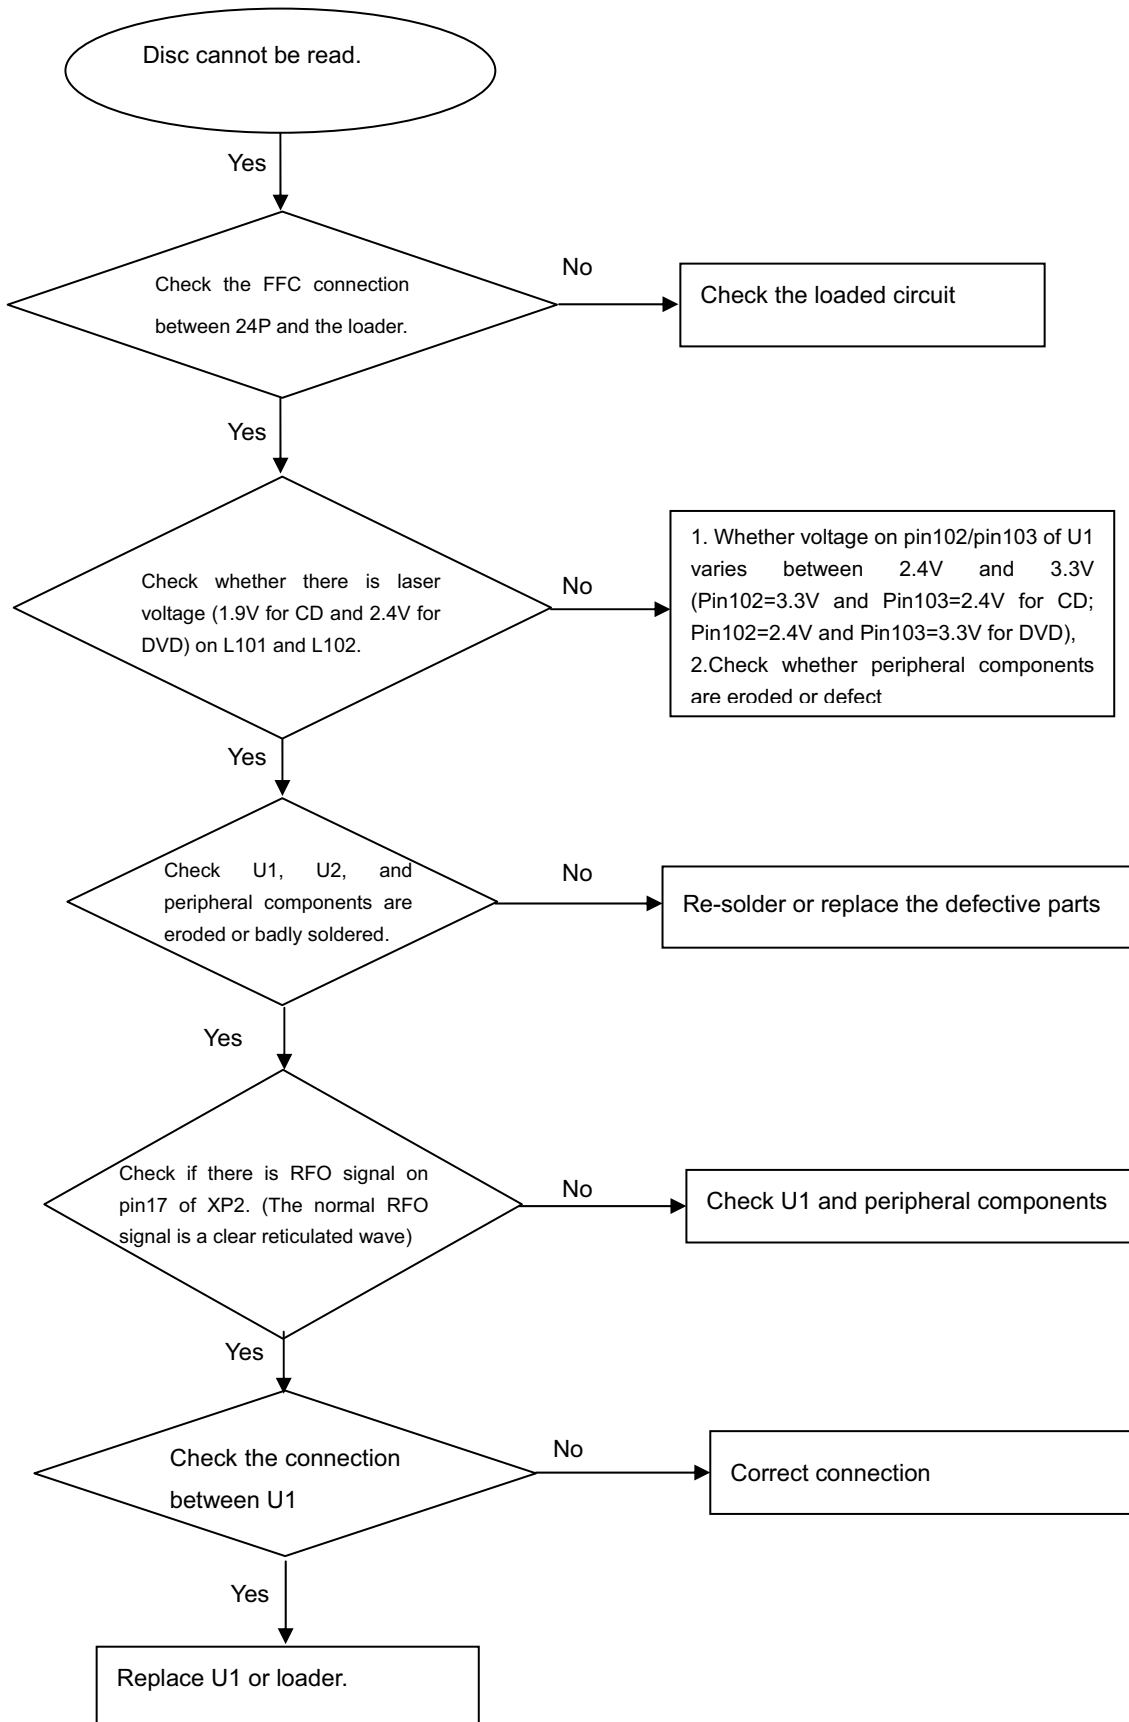 Disc cannot be read.
Yes
Check the FFC connection
between 24P and the loader.
No
Check the loaded circuit
Yes
Check whether there is laser
voltage (1.9V for CD and 2.4V for
DVD) on L101 and L102.
No
1. Whether voltage on pin102/pin103 of U1
varies between 2.4V and 3.3V
(Pin102=3.3V and Pin103=2.4V for CD;
Pin102=2.4V and Pin103=3.3V for DVD),
2.Check whether peripheral components
are eroded or defect
Yes
Check U1, U2, and
peripheral components are
eroded or badly soldered.
No
Re-solder or replace the defective parts
Yes
Check if there is RFO signal on
pin17 of XP2. (The normal RFO
signal is a clear reticulated wave)
No
Check U1 and peripheral components
Yes
Check the connection
between U1
No
Correct connection
Yes
Replace U1 or loader.